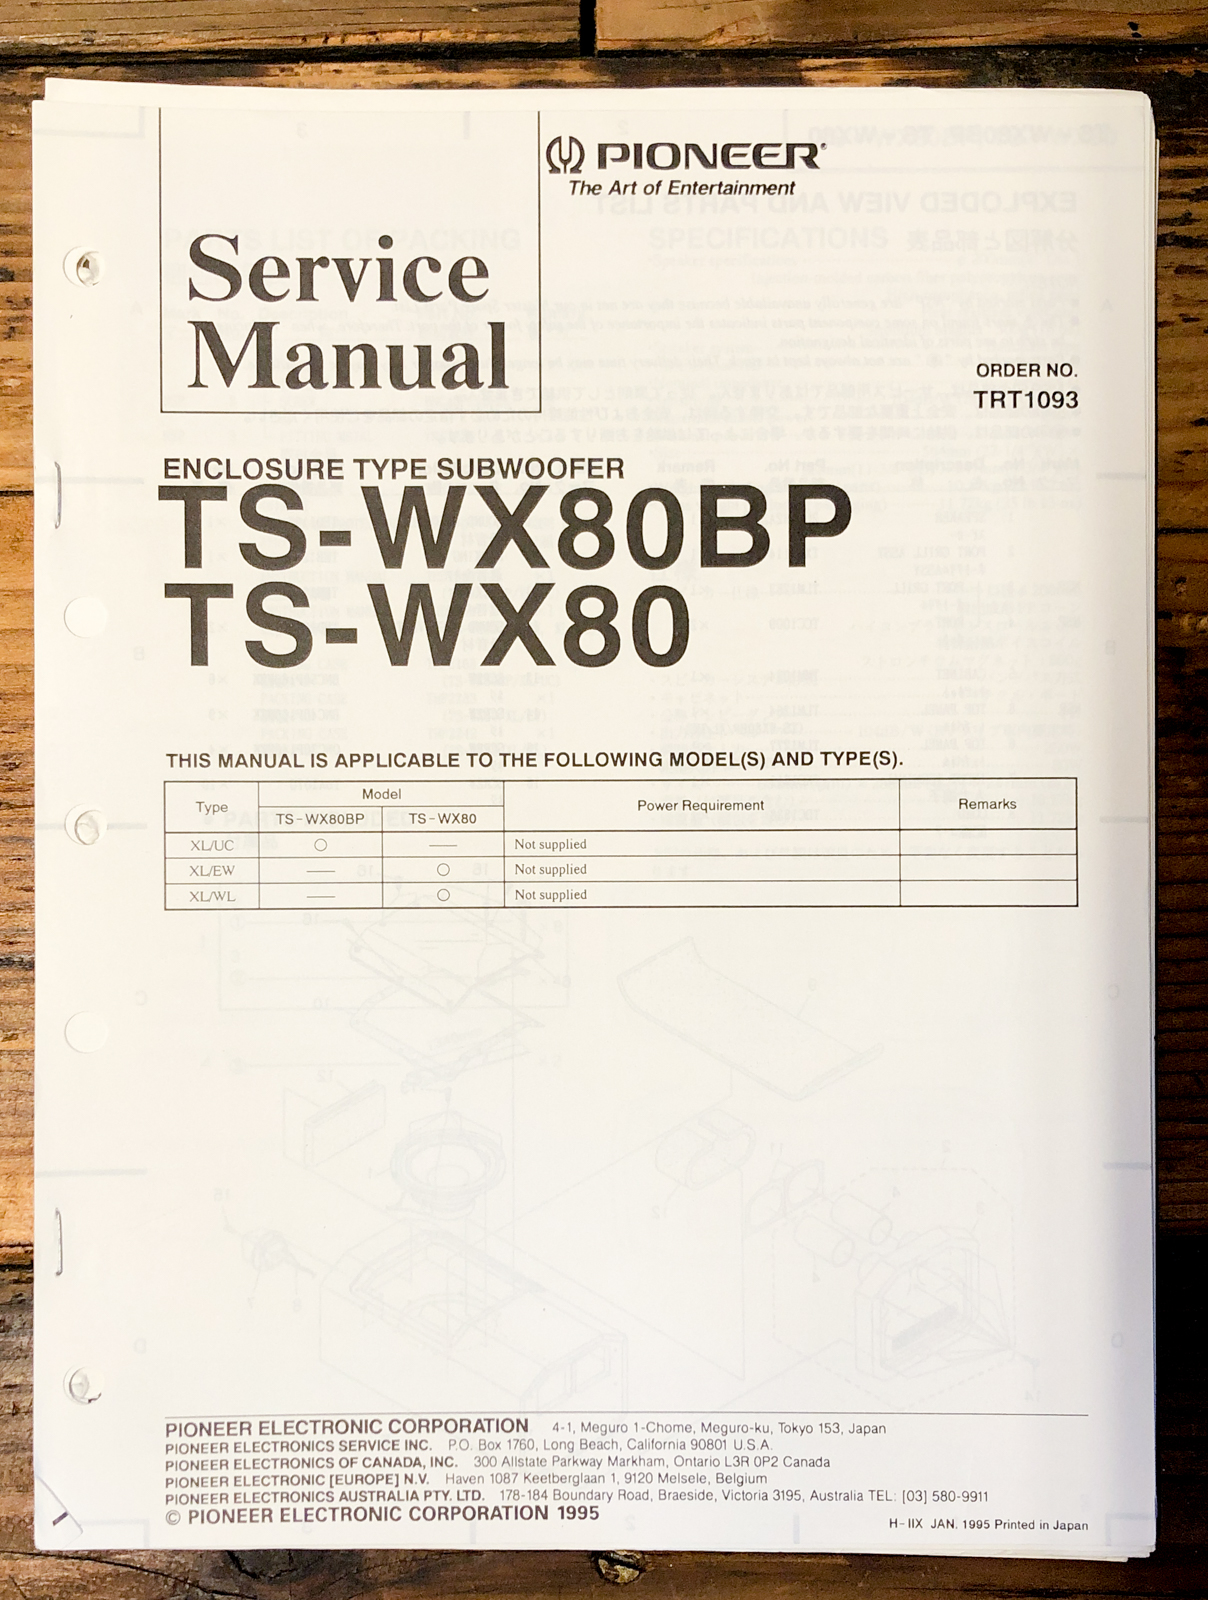 PIONEER®
The Art of Entertainment
Service
Manual
ORDER NO.
TRT1093
ENCLOSURE TYPE SUBWOOFER
TS-WX80BP
TS-WX80
THIS MANUAL IS APPLICABLE TO THE FOLLOWING MODEL(S) AND TYPE(S).
Type Model Power Requirement Remarks
TS-WX80BP TS-WX80
XL/UC ○ — Not supplied
XL/EW — ○ Not supplied
XL/WL — ○ Not supplied
PIONEER ELECTRONIC CORPORATION 4-1, Meguro 1-Chome, Meguro-ku, Tokyo 153, Japan
PIONEER ELECTRONICS SERVICE INC. P.O. Box 1760, Long Beach, California 90801 U.S.A.
PIONEER ELECTRONICS OF CANADA, INC. 300 Allstate Parkway Markham, Ontario L3R 0P2 Canada
PIONEER ELECTRONIC [EUROPE] N.V. Haven 1087 Keetberglaan 1, 9120 Melsele, Belgium
PIONEER ELECTRONICS AUSTRALIA PTY. LTD. 178-184 Boundary Road, Braeside, Victoria 3195, Australia TEL: [03] 580-9911
© PIONEER ELECTRONIC CORPORATION 1995
H-IIX JAN. 1995 Printed in Japan